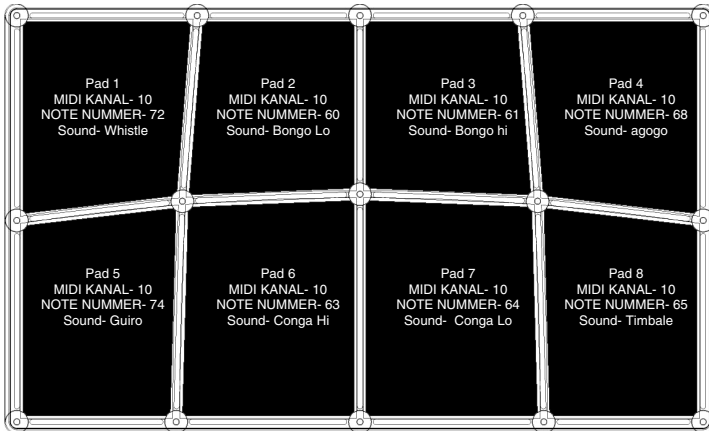 Pad 1
MIDI KANAL- 10
NOTE NUMMER- 72
Sound- Whistle
Pad 2
MIDI KANAL- 10
NOTE NUMMER- 60
Sound- Bongo Lo
Pad 3
MIDI KANAL- 10
NOTE NUMMER- 61
Sound- Bongo hi
Pad 4
MIDI KANAL- 10
NOTE NUMMER- 68
Sound- agogo
Pad 5
MIDI KANAL- 10
NOTE NUMMER- 74
Sound- Guiro
Pad 6
MIDI KANAL- 10
NOTE NUMMER- 63
Sound- Conga Hi
Pad 7
MIDI KANAL- 10
NOTE NUMMER- 64
Sound- Conga Lo
Pad 8
MIDI KANAL- 10
NOTE NUMMER- 65
Sound- Timbale